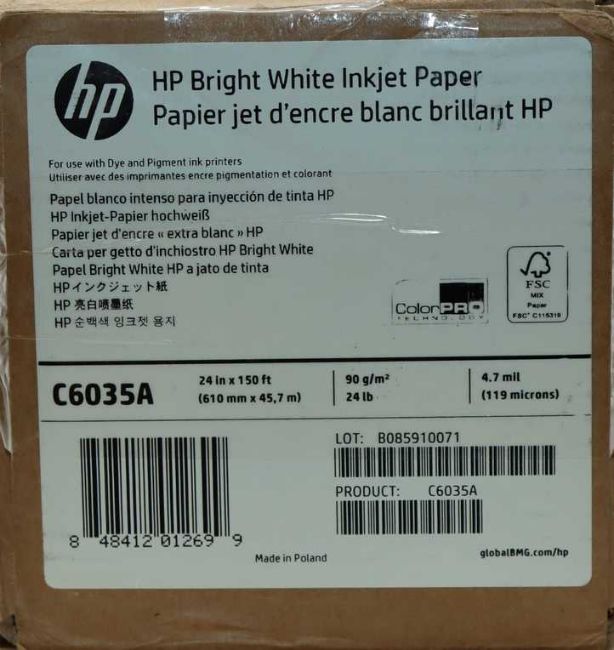 hp
HP Bright White Inkjet Paper
Papier jet d'encre blanc brillant HP
For use with Dye and Pigment ink printers
Utiliser avec des imprimantes encre pigmentation et colorant
Papel blanco intenso para inyección de tinta HP
HP Inkjet-Papier hochweiß
Papier jet d'encre « extra blanc » HP
Carta per getto d'inchiostro HP Bright White
Papel Bright White HP a jato de tinta
HPインクジェット紙
HP 亮白喷墨纸
HP 순백색 잉크젯 용지
ColorPRO
TECHNOLOGY
FSC
MIX
Paper
FSC® C115319
C6035A
24 in x 150 ft
(610 mm x 45,7 m)
90 g/m²
24 lb
4.7 mil
(119 microns)
LOT: B085910071
PRODUCT: C6035A
8 48412 01269 9
Made in Poland
globalBMG.com/hp